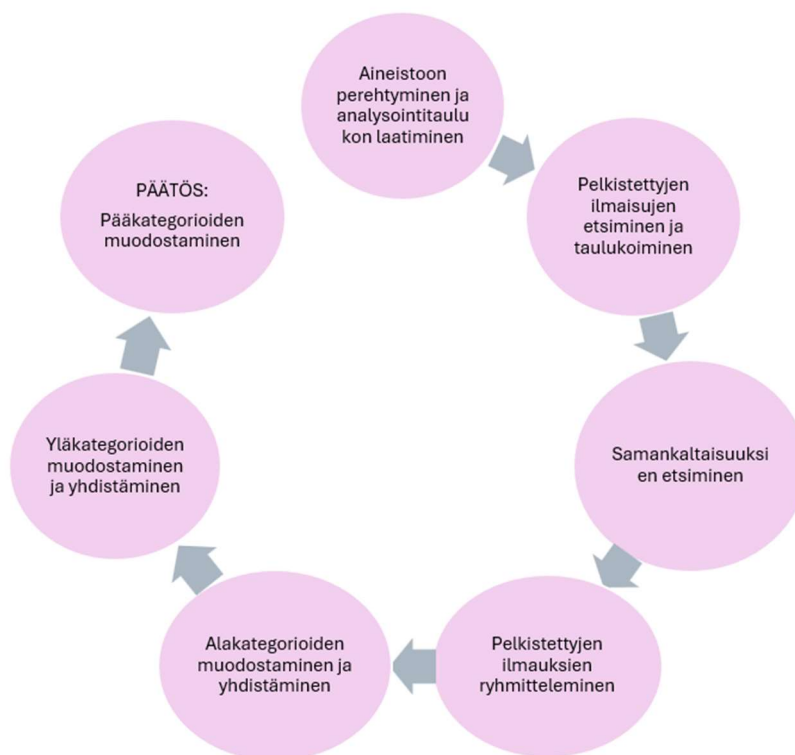 Aineistoon
perehtyminen ja
analysointitaulu
kon laatiminen
Pelkistettyjen
ilmaisujen
etsiminen ja
taulukoiminen
Samankaltaisuuksi
en etsiminen
Pelkistettyjen
ilmauksien
ryhmitteleminen
Alakategorioiden
muodostaminen ja
yhdistäminen
Yläkategorioiden
muodostaminen
ja yhdistäminen
PÄÄTÖS:
Pääkategorioiden
muodostaminen